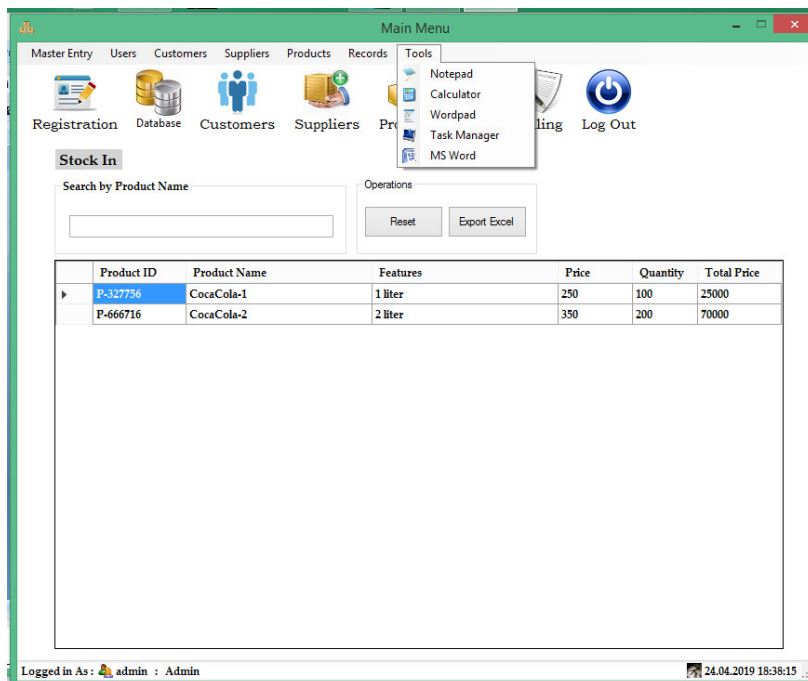 Main Menu
Master Entry Users Customers Suppliers Products Records Tools
Notepad
Calculator
Wordpad
Task Manager
MS Word
Registration Database Customers Suppliers Log Out
Stock In
Search by Product Name
Operations
Reset Export Excel
Product ID Product Name Features Price Quantity Total Price
P-327756 CocaCola-1 1 liter 250 100 25000
P-666716 CocaCola-2 2 liter 350 200 70000
Logged in As : admin : Admin 24.04.2019 18:38:15